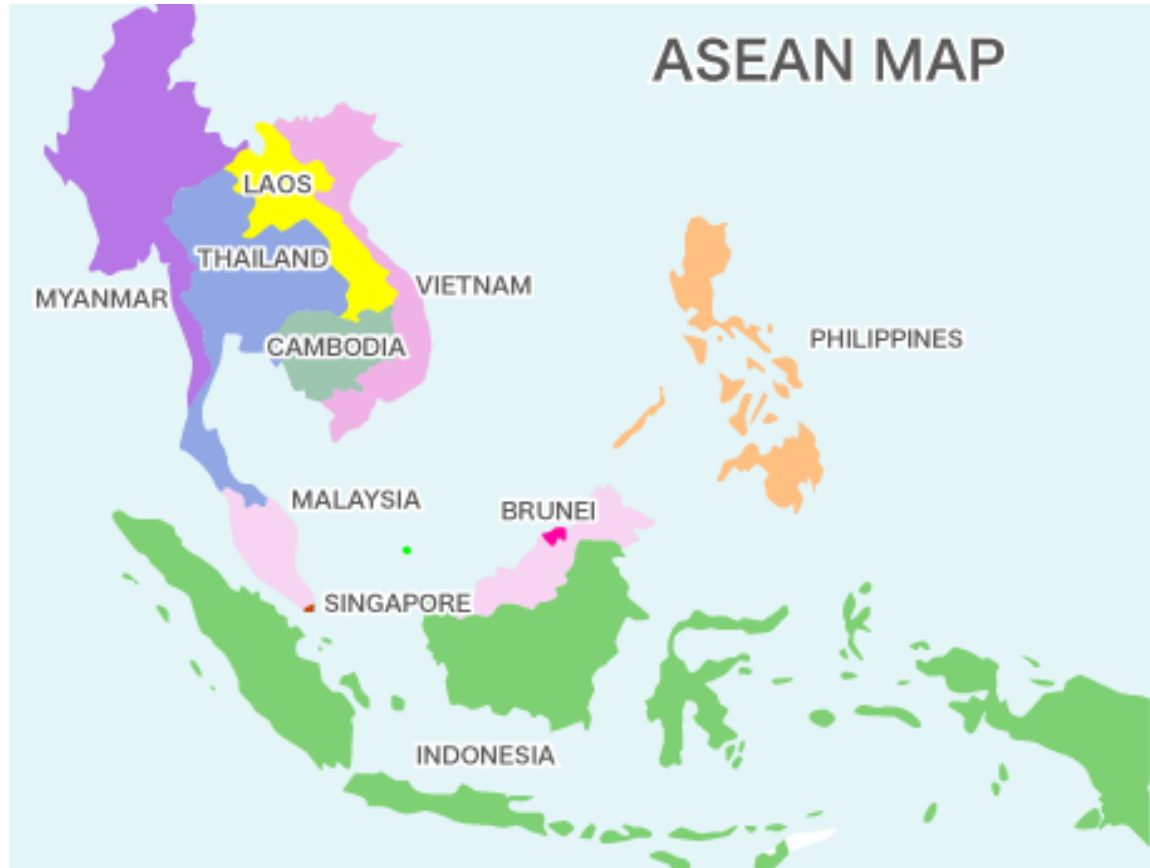 ASEAN MAP
LAOS
THAILAND
MYANMAR
VIETNAM
CAMBODIA
PHILIPPINES
MALAYSIA
BRUNEI
SINGAPORE
INDONESIA